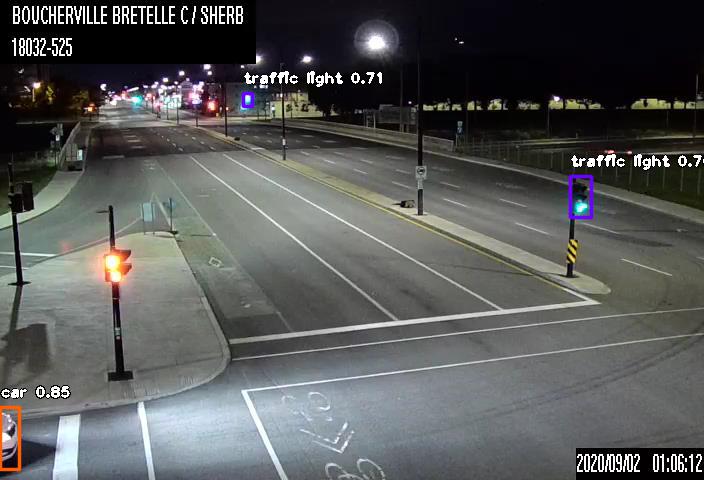 BOUCHERVILLE BRETELLE C / SHERB
18032-525
traffic light 0.71
traffic light 0.7
car 0.85
2020/09/02 01:06:12